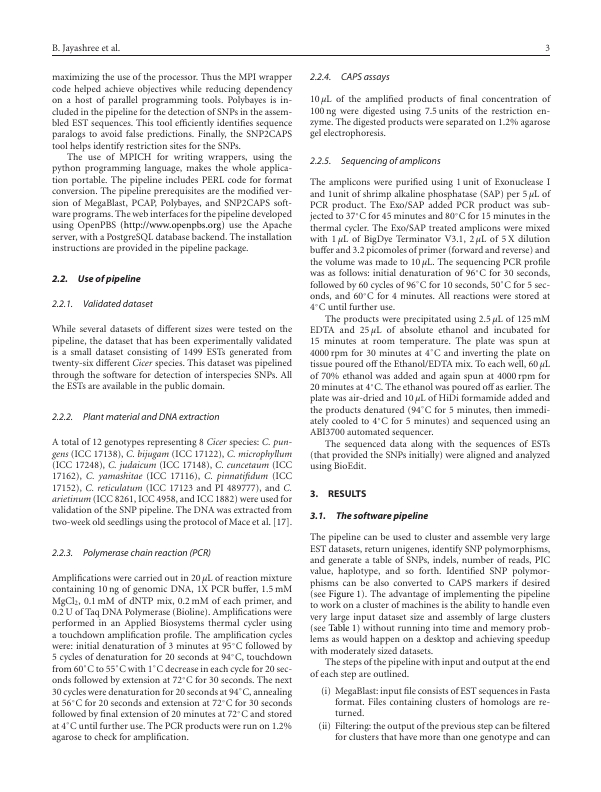 B. Jayashree et al.
3
maximizing the use of the processor. Thus the MPI wrapper
code helped achieve objectives while reducing dependency
on a host of parallel programming tools. Polybayes is in-
cluded in the pipeline for the detection of SNPs in the assem-
bled EST sequences. This tool efficiently identifies sequence
paralogs to avoid false predictions. Finally, the SNP2CAPS
tool helps identify restriction sites for the SNPs.
The use of MPICH for writing wrappers, using the
python programming language, makes the whole applica-
tion portable. The pipeline includes PERL code for format
conversion. The pipeline prerequisites are the modified ver-
sion of MegaBlast, PCAP, Polybayes, and SNP2CAPS soft-
ware programs. The web interfaces for the pipeline developed
using OpenPBS (http://www.openpbs.org) use the Apache
server, with a PostgreSQL database backend. The installation
instructions are provided in the pipeline package.
2.2. Use of pipeline
2.2.1. Validated dataset
While several datasets of different sizes were tested on the
pipeline, the dataset that has been experimentally validated
is a small dataset consisting of 1499 ESTs generated from
twenty-six different Cicer species. This dataset was pipelined
through the software for detection of interspecies SNPs. All
the ESTs are available in the public domain.
2.2.2. Plant material and DNA extraction
A total of 12 genotypes representing 8 Cicer species: C. pun-
gens (ICC 17138), C. bijugam (ICC 17122), C. microphyllum
(ICC 17248), C. judaicum (ICC 17148), C. cuncetaum (ICC
17162), C. yamashitae (ICC 17116), C. pinnatifidum (ICC
17152), C. reticulatum (ICC 17123 and PI 489777), and C.
arietinum (ICC 8261, ICC 4958, and ICC 1882) were used for
validation of the SNP pipeline. The DNA was extracted from
two-week old seedlings using the protocol of Mace et al. [17].
2.2.3. Polymerase chain reaction (PCR)
Amplifications were carried out in 20 μL of reaction mixture
containing 10 ng of genomic DNA, 1X PCR buffer, 1.5 mM
MgCl2, 0.1 mM of dNTP mix, 0.2 mM of each primer, and
0.2 U of Taq DNA Polymerase (Bioline). Amplifications were
performed in an Applied Biosystems thermal cycler using
a touchdown amplification profile. The amplification cycles
were: initial denaturation of 3 minutes at 95°C followed by
5 cycles of denaturation for 20 seconds at 94°C, touchdown
from 60°C to 55°C with 1°C decrease in each cycle for 20 sec-
onds followed by extension at 72°C for 30 seconds. The next
30 cycles were denaturation for 20 seconds at 94°C, annealing
at 56°C for 20 seconds and extension at 72°C for 30 seconds
followed by final extension of 20 minutes at 72°C and stored
at 4°C until further use. The PCR products were run on 1.2%
agarose to check for amplification.
2.2.4. CAPS assays
10 μL of the amplified products of final concentration of
100 ng were digested using 7.5 units of the restriction en-
zyme. The digested products were separated on 1.2% agarose
gel electrophoresis.
2.2.5. Sequencing of amplicons
The amplicons were purified using 1 unit of Exonuclease I
and 1 unit of shrimp alkaline phosphatase (SAP) per 5 μL of
PCR product. The Exo/SAP added PCR product was sub-
jected to 37°C for 45 minutes and 80°C for 15 minutes in the
thermal cycler. The Exo/SAP treated amplicons were mixed
with 1 μL of BigDye Terminator V3.1, 2 μL of 5 X dilution
buffer and 3.2 picomoles of primer (forward and reverse) and
the volume was made to 10 μL. The sequencing PCR profile
was as follows: initial denaturation of 96°C for 30 seconds,
followed by 60 cycles of 96°C for 10 seconds, 50°C for 5 sec-
onds, and 60°C for 4 minutes. All reactions were stored at
4°C until further use.
The products were precipitated using 2.5 μL of 125 mM
EDTA and 25 μL of absolute ethanol and incubated for
15 minutes at room temperature. The plate was spun at
4000 rpm for 30 minutes at 4°C and inverting the plate on
tissue poured off the Ethanol/EDTA mix. To each well, 60 μL
of 70% ethanol was added and again spun at 4000 rpm for
20 minutes at 4°C. The ethanol was poured off as earlier. The
plate was air-dried and 10 μL of HiDi formamide added and
the products denatured (94°C for 5 minutes, then immedi-
ately cooled to 4°C for 5 minutes) and sequenced using an
ABI3700 automated sequencer.
The sequenced data along with the sequences of ESTs
(that provided the SNPs initially) were aligned and analyzed
using BioEdit.
3. RESULTS
3.1. The software pipeline
The pipeline can be used to cluster and assemble very large
EST datasets, return unigenes, identify SNP polymorphisms,
and generate a table of SNPs, indels, number of reads, PIC
value, haplotype, and so forth. Identified SNP polymor-
phisms can be also converted to CAPS markers if desired
(see Figure 1). The advantage of implementing the pipeline
to work on a cluster of machines is the ability to handle even
very large input dataset size and assembly of large clusters
(see Table 1) without running into time and memory prob-
lems as would happen on a desktop and achieving speedup
with moderately sized datasets.
The steps of the pipeline with input and output at the end
of each step are outlined.
(i) MegaBlast: input file consists of EST sequences in Fasta
format. Files containing clusters of homologs are re-
turned.
(ii) Filtering: the output of the previous step can be filtered
for clusters that have more than one genotype and can